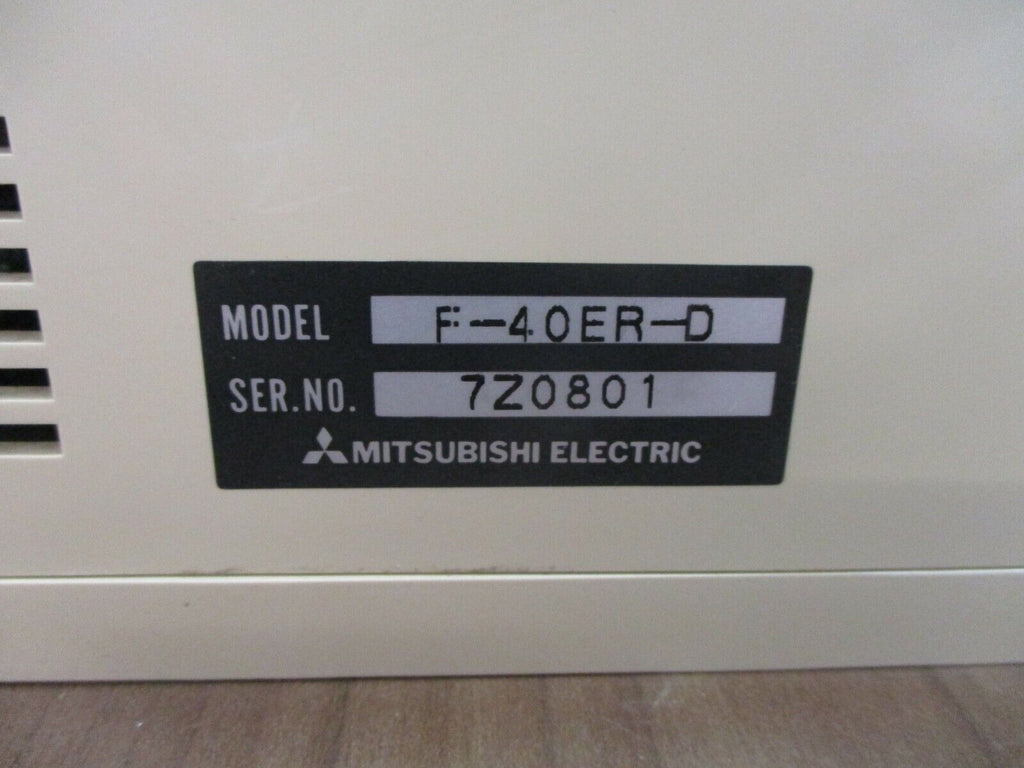 MODEL F-40ER-D
SER.NO. 7Z0801
MITSUBISHI ELECTRIC